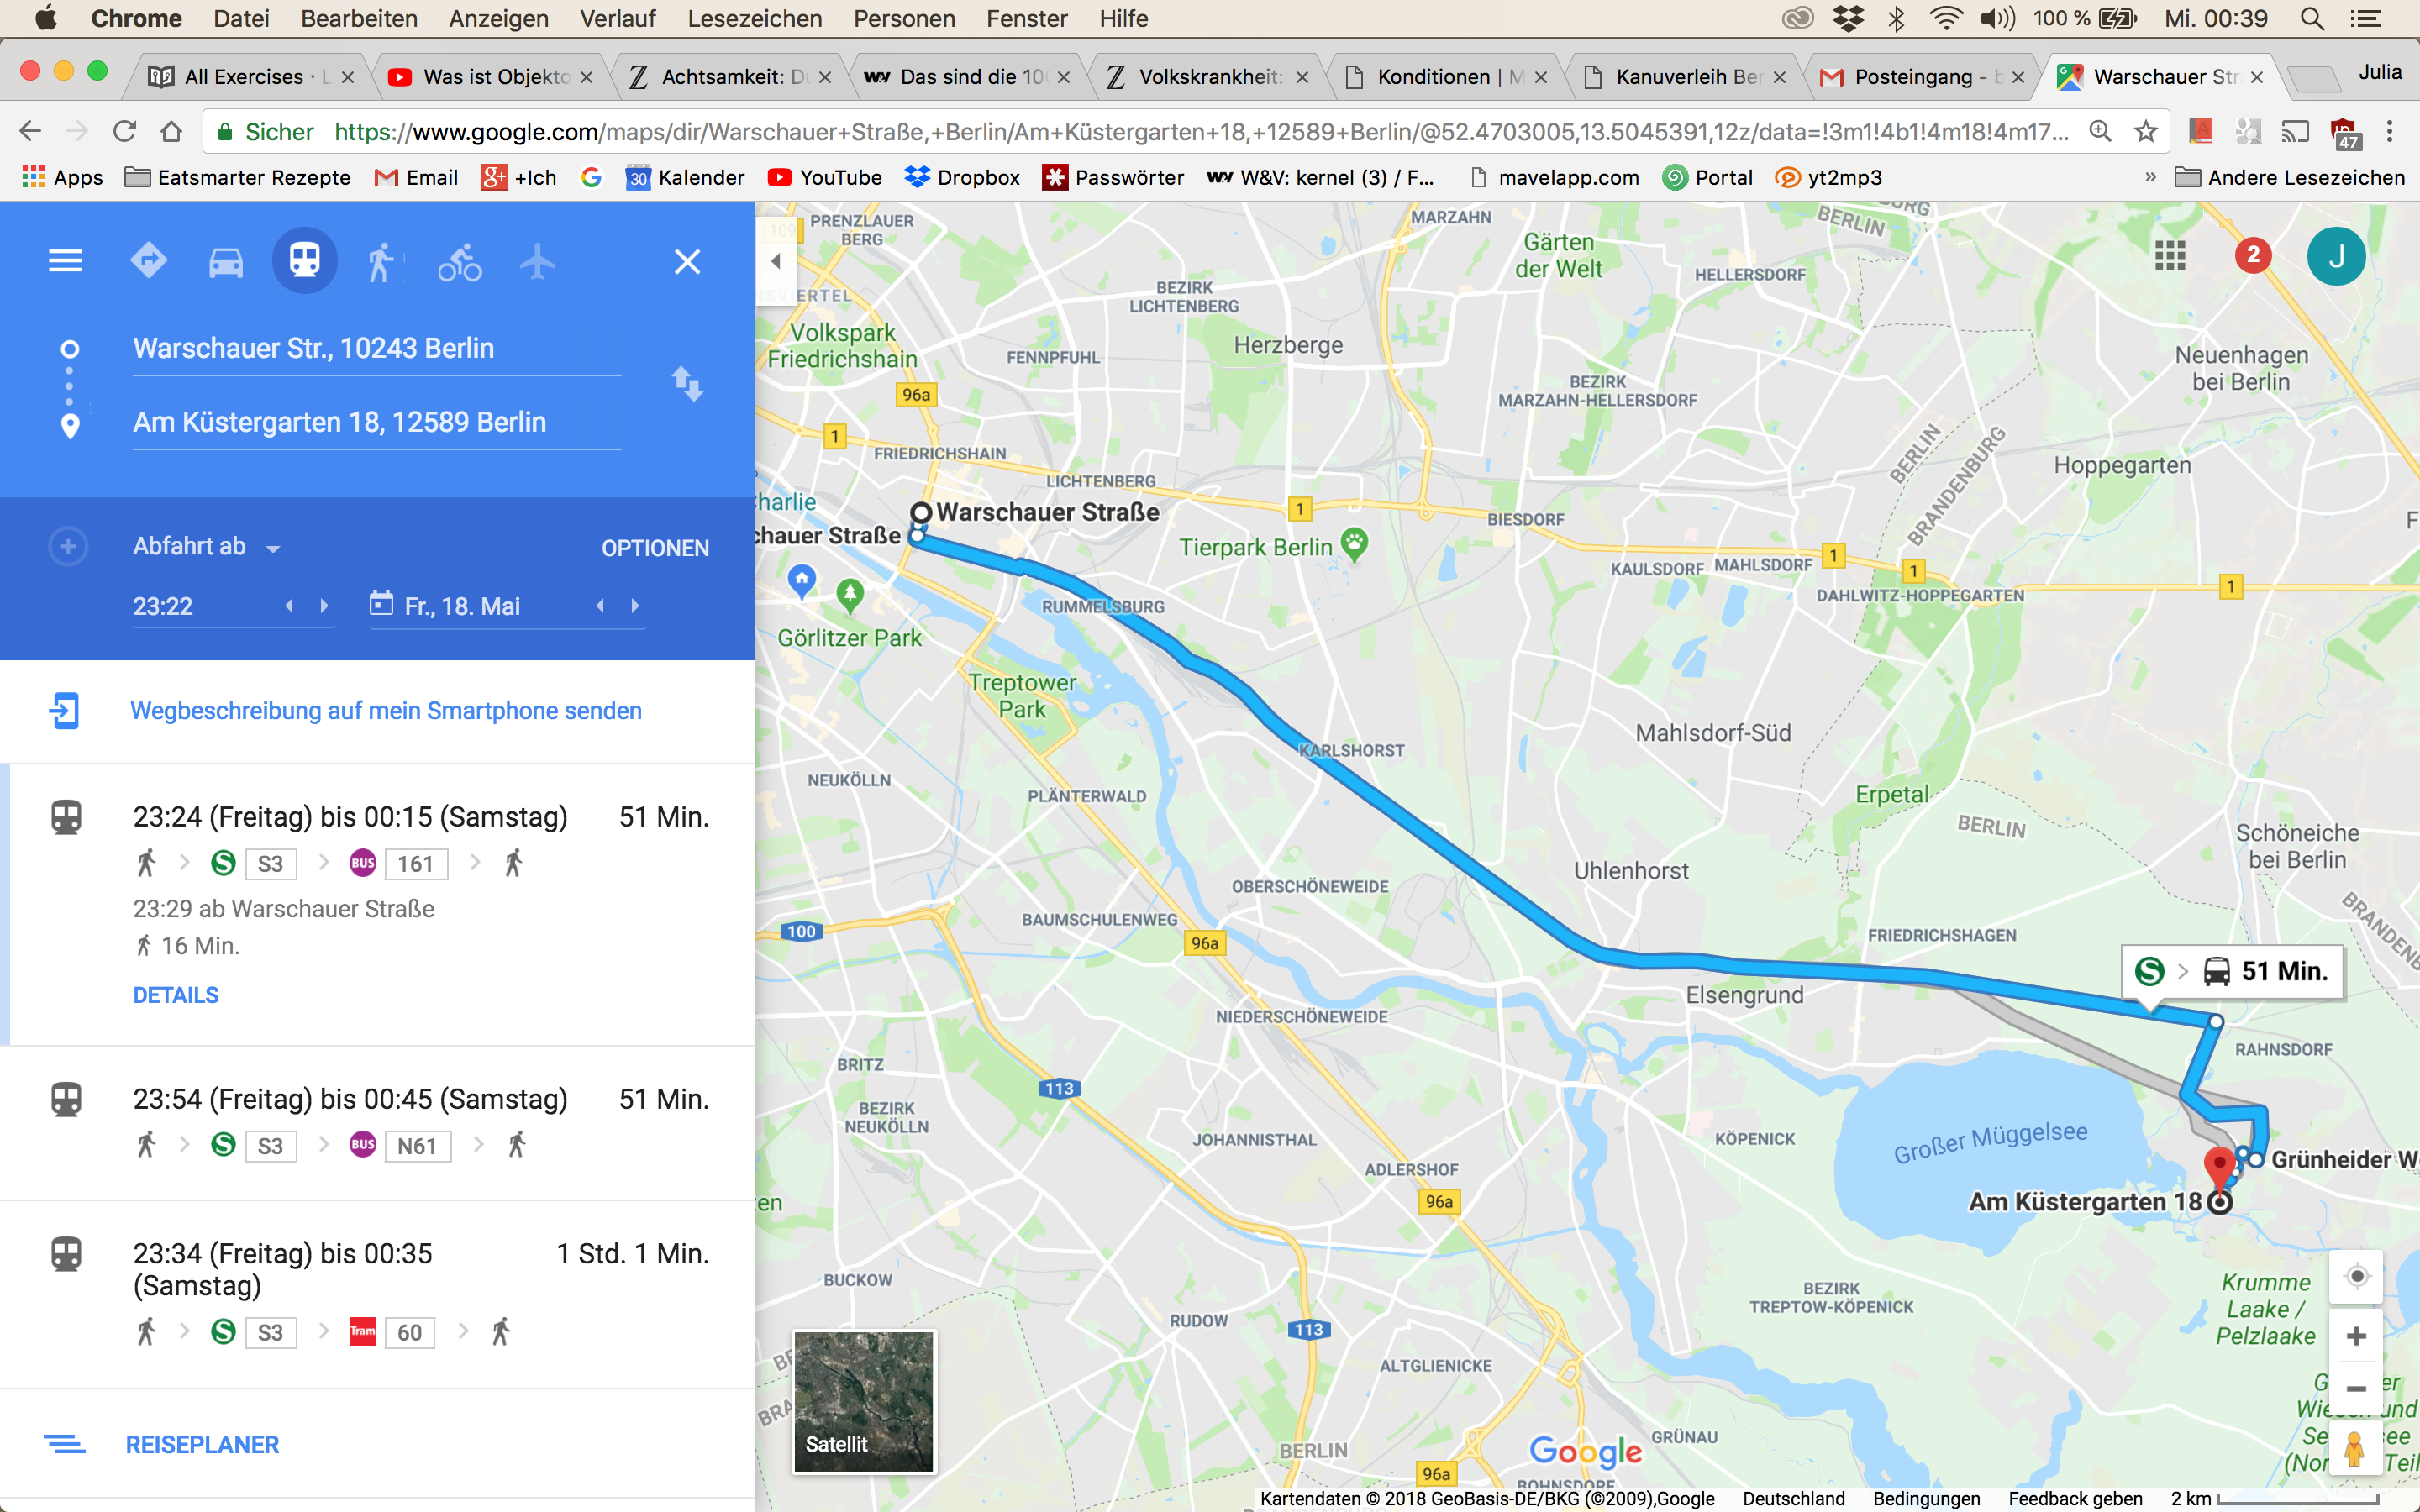 Chrome Datei Bearbeiten Anzeigen Verlauf Lesezeichen Personen Fenster Hilfe 100 % Mi. 00:39
All Exercises · L Was ist Objekto Achtsamkeit: Du W&V Das sind die 100 Volkskrankheit: Konditionen | M Kanuverleih Ber Posteingang - b Warschauer Str Julia
Sicher https://www.google.com/maps/dir/Warschauer+Straße,+Berlin/Am+Küstergarten+18,+12589+Berlin/@52.4703005,13.5045391,12z/data=!3m1!4b1!4m18!4m17... 47
Apps Eatsmarter Rezepte Email +Ich 30 Kalender YouTube Dropbox Passwörter W&V: kernel (3) / F... mavelapp.com Portal yt2mp3 » Andere Lesezeichen
Warschauer Str., 10243 Berlin
Am Küstergarten 18, 12589 Berlin
Abfahrt ab OPTIONEN
23:22 Fr., 18. Mai
Wegbeschreibung auf mein Smartphone senden
23:24 (Freitag) bis 00:15 (Samstag) 51 Min.
S3 BUS 161
23:29 ab Warschauer Straße
16 Min.
DETAILS
23:54 (Freitag) bis 00:45 (Samstag) 51 Min.
S3 BUS N61
23:34 (Freitag) bis 00:35 1 Std. 1 Min.
(Samstag)
S3 Tram 60
REISEPLANER
109
PRENZLAUER
BERG
MARZAHN
BERLIN
Gärten
der Welt
HELLERSDORF
2
J
BEZIRK
LICHTENBERG
NSVIERTEL
Volkspark
Friedrichshain
FENNPFUHL
Herzberge
Neuenhagen
bei Berlin
BEZIRK
MARZAHN-HELLERSDORF
96a
1
FRIEDRICHSHAIN
BERLIN
BRANDENBURG
Hoppegarten
LICHTENBERG
Charlie
Warschauer Straße
1
BIESDORF
chauer Straße
Tierpark Berlin
KAULSDORF
MAHLSDORF
1
1
DAHLWITZ-HOPPEGARTEN
1
RUMMELSBURG
Görlitzer Park
Treptower
Park
Mahlsdorf-Süd
KARLSHORST
NEUKÖLLN
PLÄNTERWALD
Erpetal
BERLIN
Schöneiche
bei Berlin
Uhlenhorst
OBERSCHÖNEWEIDE
BAUMSCHULENWEG
100
96a
FRIEDRICHSHAGEN
BRANDENB
51 Min.
Elsengrund
NIEDERSCHÖNEWEIDE
RAHNSDORF
BRITZ
113
BEZIRK
NEUKÖLLN
JOHANNISTHAL
KÖPENICK
Großer Müggelsee
ADLERSHOF
Grünheider W
Am Küstergarten 18
en
96a
BUCKOW
BEZIRK
TREPTOW-KÖPENICK
Krumme
Laake /
Pelzlaake
RUDOW
113
ALTGLIENICKE
BRA
Satellit
BERLIN
Google
GRÜNAU
96a
BOHNSDORF
Kartendaten © 2018 GeoBasis-DE/BKG (©2009),Google Deutschland Bedingungen Feedback geben 2 km